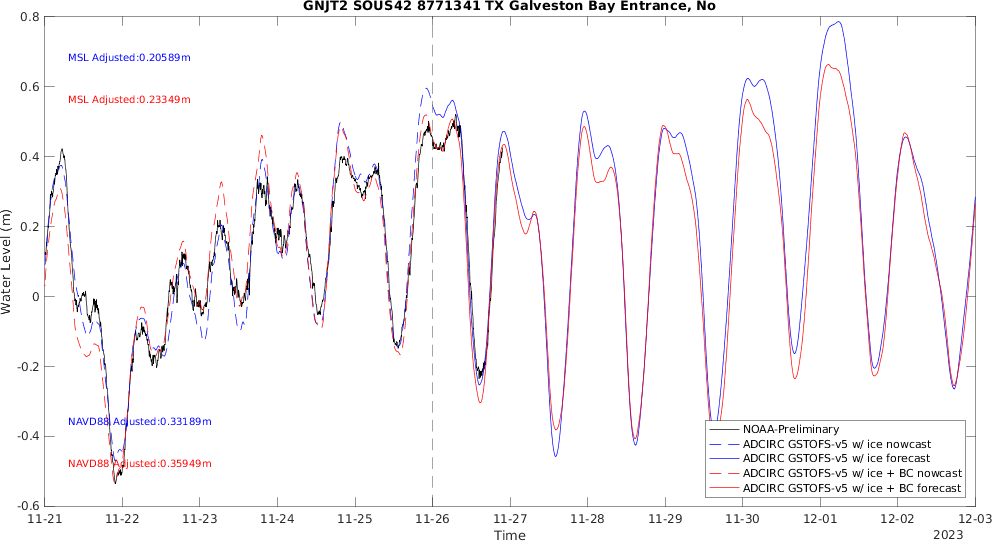 GNJT2 SOUS42 8771341 TX Galveston Bay Entrance, No
0.8
0.6
0.4
0.2
0
-0.2
-0.4
-0.6
Water Level (m)
MSL Adjusted:0.20589m
MSL Adjusted:0.23349m
NAVD88 Adjusted:0.33189m
NAVD88 Adjusted:0.35949m
NOAA-Preliminary
ADCIRC GSTOFS-v5 w/ ice nowcast
ADCIRC GSTOFS-v5 w/ ice forecast
ADCIRC GSTOFS-v5 w/ ice + BC nowcast
ADCIRC GSTOFS-v5 w/ ice + BC forecast
11-21 11-22 11-23 11-24 11-25 11-26 11-27 11-28 11-29 11-30 12-01 12-02 12-03
Time
2023